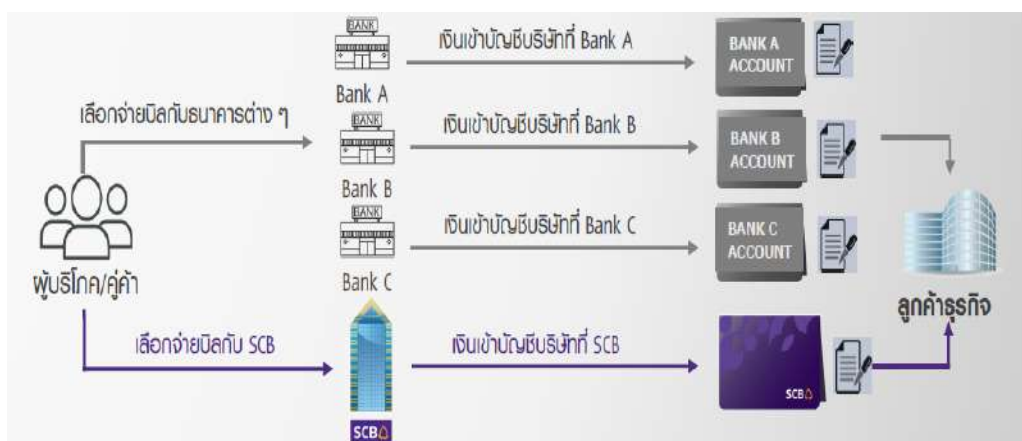 BANK
เงินเข้าบัญชีบริษัทที่ Bank A
BANK A
ACCOUNT
Bank A
เลือกจ่ายบิลกับธนาคารต่าง ๆ
BANK
เงินเข้าบัญชีบริษัทที่ Bank B
BANK B
ACCOUNT
Bank B
BANK
เงินเข้าบัญชีบริษัทที่ Bank C
BANK C
ACCOUNT
Bank C
ผู้บริโภค/คู่ค้า
ลูกค้าธุรกิจ
เลือกจ่ายบิลกับ SCB
เงินเข้าบัญชีบริษัทที่ SCB
SCB
SCB